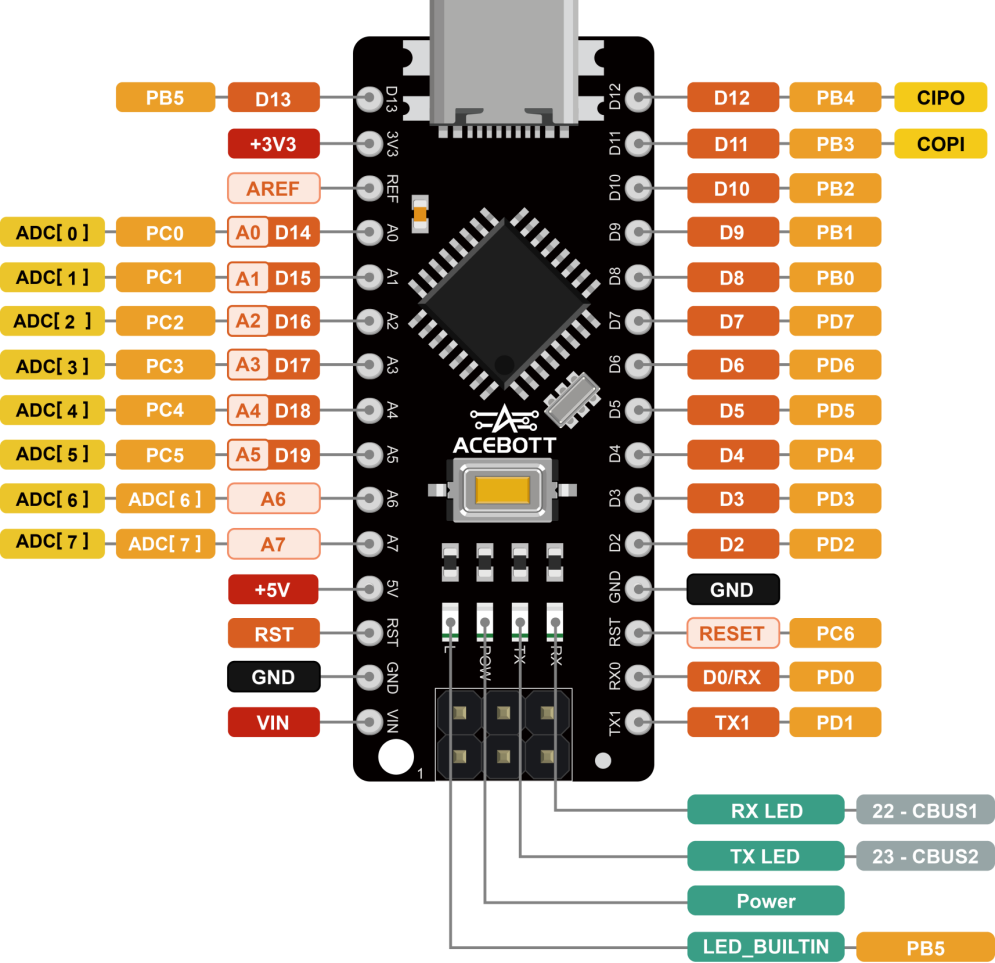 PB5 D13 D13 D12 D12 PB4 CIPO
+3V3 3V3 D11 D11 PB3 COPI
AREF REF D10 D10 PB2
ADC[ 0 ] PC0 A0 D14 A0 D9 D9 PB1
ADC[ 1 ] PC1 A1 D15 A1 D8 D8 PB0
ADC[ 2 ] PC2 A2 D16 A2 D7 D7 PD7
ADC[ 3 ] PC3 A3 D17 A3 D6 D6 PD6
ADC[ 4 ] PC4 A4 D18 A4 D5 D5 PD5
ACEBOTT
ADC[ 5 ] PC5 A5 D19 A5 D4 D4 PD4
ADC[ 6 ] ADC[ 6 ] A6 A6 D3 D3 PD3
ADC[ 7 ] ADC[ 7 ] A7 A7 D2 D2 PD2
+5V 5V GND GND
RST RST RST RESET PC6
L POW TX RX
GND GND RX0 D0/RX PD0
VIN VIN TX1 TX1 PD1
1
RX LED 22 - CBUS1
TX LED 23 - CBUS2
Power
LED_BUILTIN PB5